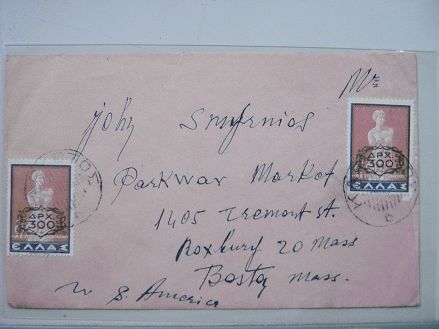 Mr
John Smyrnios
Parkway Market
1405 Tremont st.
Roxbury 20 Mass
Boston Mass.
S. America
ΔΡΧ
300
ΕΛΛΑΣ
ΔΡΧ
300
ΕΛΛΑΣ